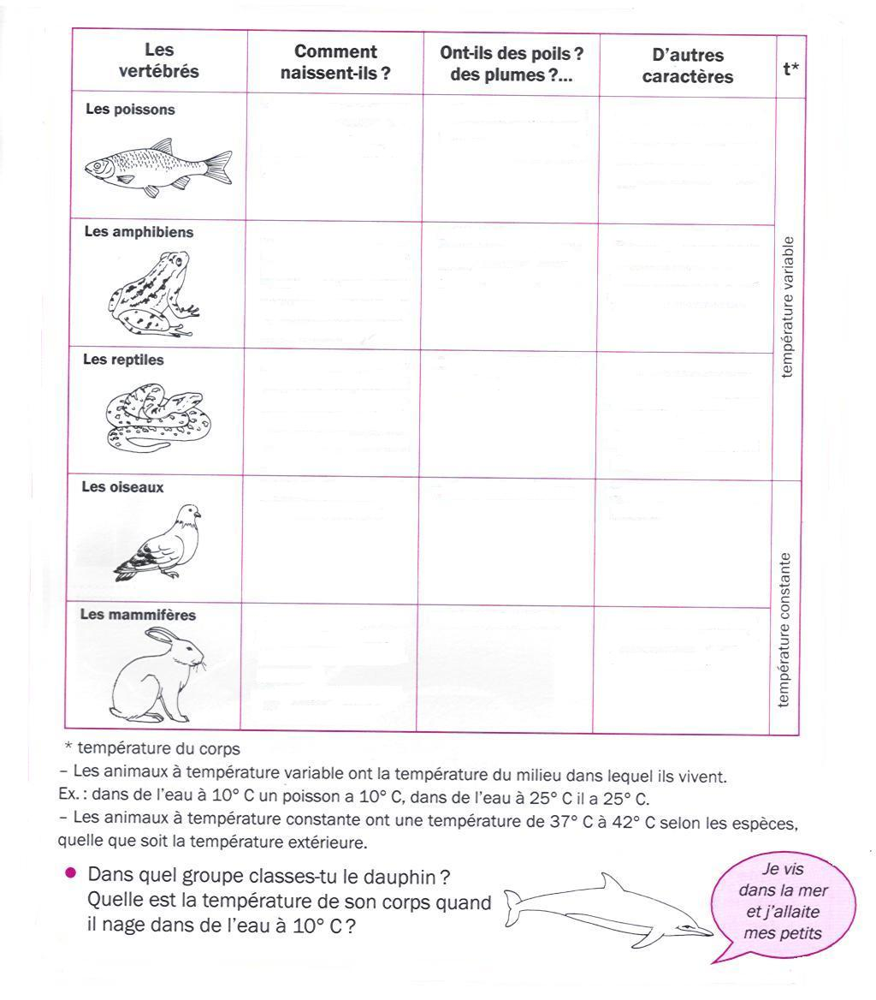 Les
vertébrés
Comment
naissent-ils ?
Ont-ils des poils ?
des plumes ?...
D'autres
caractères
t*
Les poissons
Les amphibiens
Les reptiles
température variable
Les oiseaux
Les mammifères
température constante
* température du corps
– Les animaux à température variable ont la température du milieu dans lequel ils vivent.
Ex. : dans de l'eau à 10° C un poisson a 10° C, dans de l'eau à 25° C il a 25° C.
– Les animaux à température constante ont une température de 37° C à 42° C selon les espèces,
quelle que soit la température extérieure.
● Dans quel groupe classes-tu le dauphin ?
Quelle est la température de son corps quand
il nage dans de l'eau à 10° C ?
Je vis
dans la mer
et j'allaite
mes petits